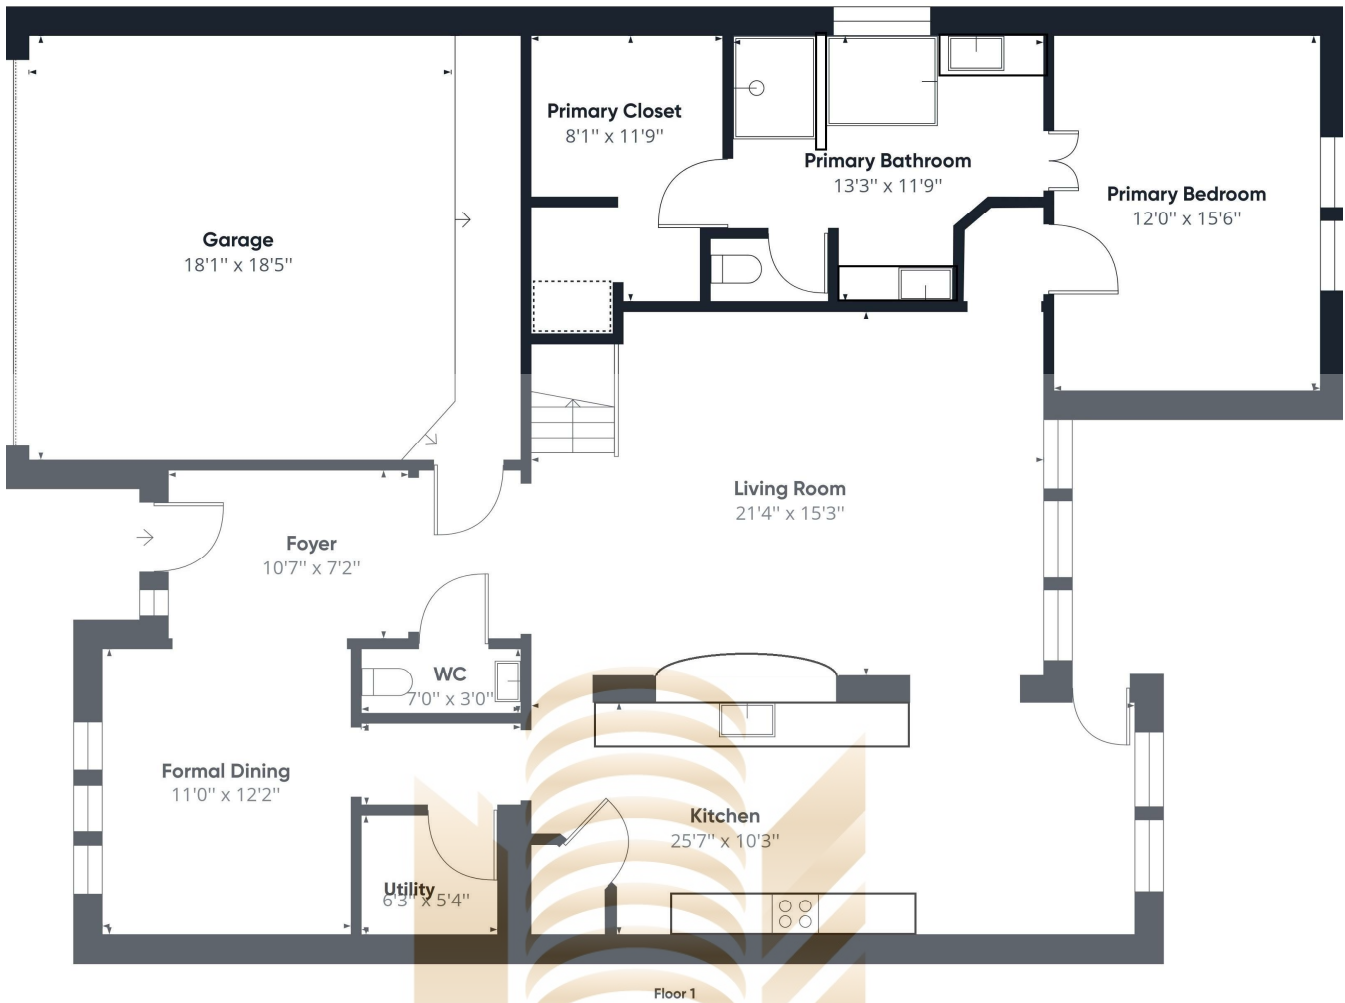 Primary Closet
8'1" x 11'9"
Primary Bathroom
13'3" x 11'9"
Primary Bedroom
12'0" x 15'6"
Garage
18'1" x 18'5"
Living Room
21'4" x 15'3"
Foyer
10'7" x 7'2"
WC
7'0" x 3'0"
Formal Dining
11'0" x 12'2"
Kitchen
25'7" x 10'3"
Utility
6'3" x 5'4"
Floor 1